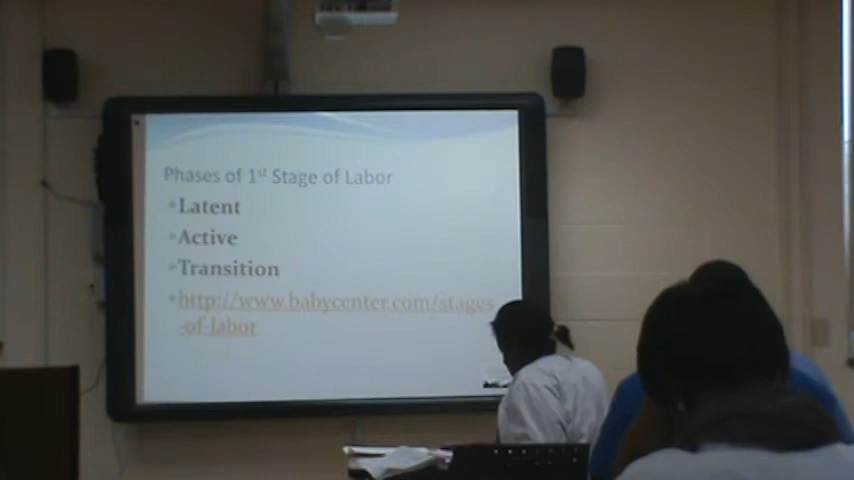 Phases of 1st Stage of Labor
•Latent
•Active
•Transition
•http://www.babycenter.com/stages
-of-labor